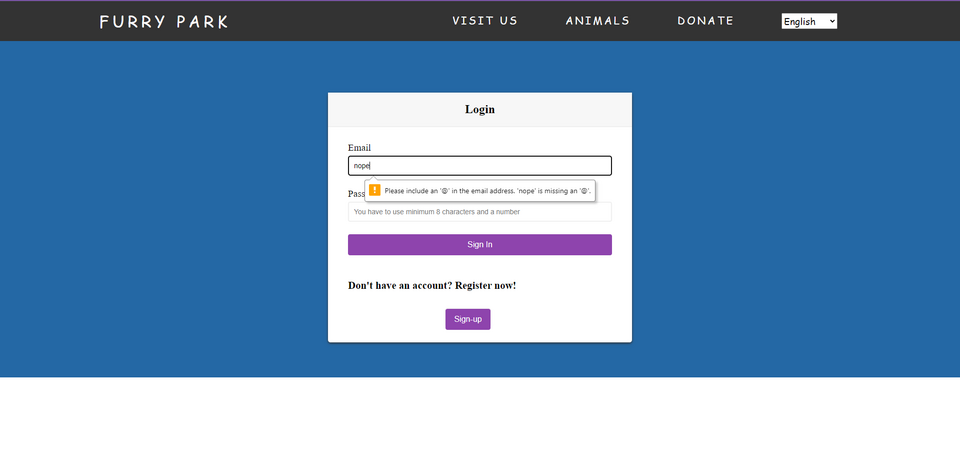 FURRY PARK VISIT US ANIMALS DONATE English
Login
Email
nope
Please include an '@' in the email address. 'nope' is missing an '@'.
Pass
You have to use minimum 8 characters and a number
Sign In
Don't have an account? Register now!
Sign-up